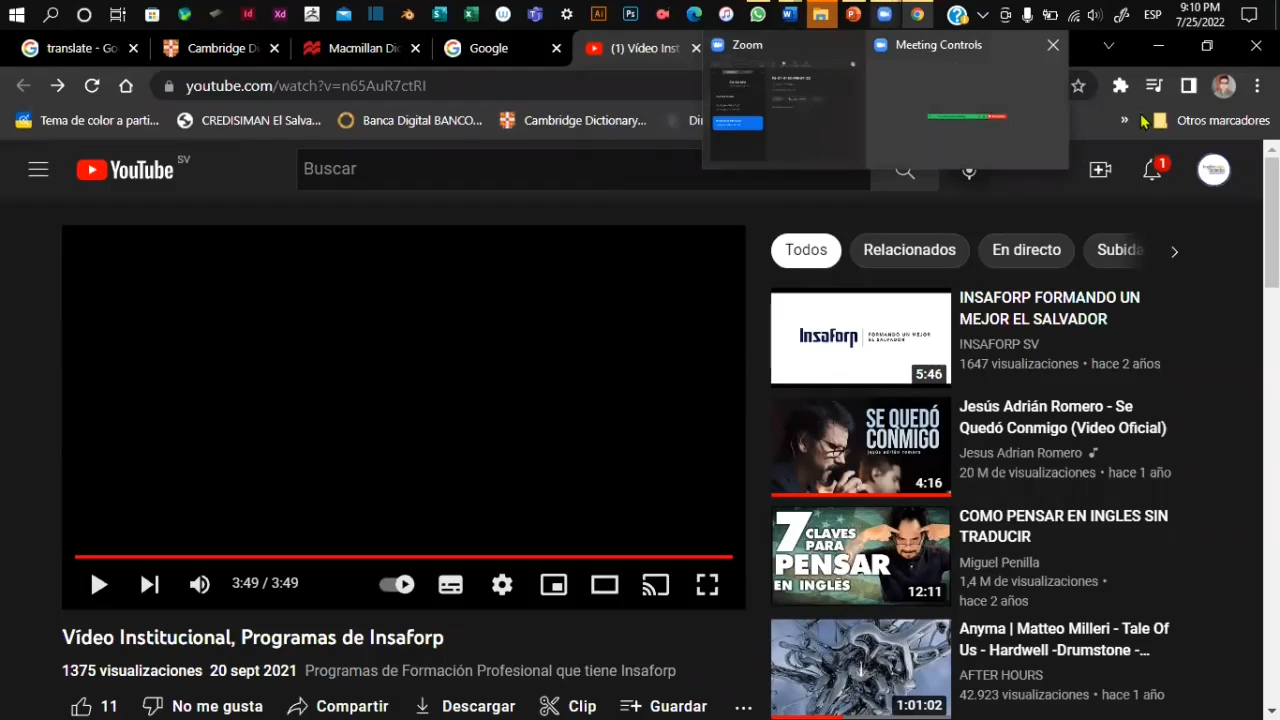 9:10 PM
ESP
7/25/2022
translate - Go
Cambridge Di
Macmillan Dic
Google
(1) Vídeo Inst
Zoom
Meeting Controls
youtube.com/watch?v=n65AuR7ctRI
Tema de color a parti...
CREDISIMAN El Salva...
Banca Digital BANCO...
Cambridge Dictionary...
Di
»
Otros marcadores
YouTube SV
Buscar
1
Todos
Relacionados
En directo
Subida
INSAFORP FORMANDO UN
MEJOR EL SALVADOR
Insaforp
FORMANDO UN MEJOR
EL SALVADOR
INSAFORP SV
1647 visualizaciones • hace 2 años
5:46
Jesús Adrián Romero - Se
Quedó Conmigo (Video Oficial)
SE QUEDÓ
CONMIGO
jesús adrián romero
Jesus Adrian Romero
20 M de visualizaciones • hace 1 año
4:16
COMO PENSAR EN INGLES SIN
TRADUCIR
7 CLAVES
PARA
PENSAR
EN INGLÉS
Miguel Penilla
1,4 M de visualizaciones •
hace 2 años
12:11
3:49 / 3:49
Anyma | Matteo Milleri - Tale Of
Us - Hardwell -Drumstone -...
AFTER HOURS
42.923 visualizaciones • hace 1 año
1:01:02
Vídeo Institucional, Programas de Insaforp
1375 visualizaciones 20 sept 2021 Programas de Formación Profesional que tiene Insaforp
11
No me gusta
Compartir
Descargar
Clip
Guardar
...